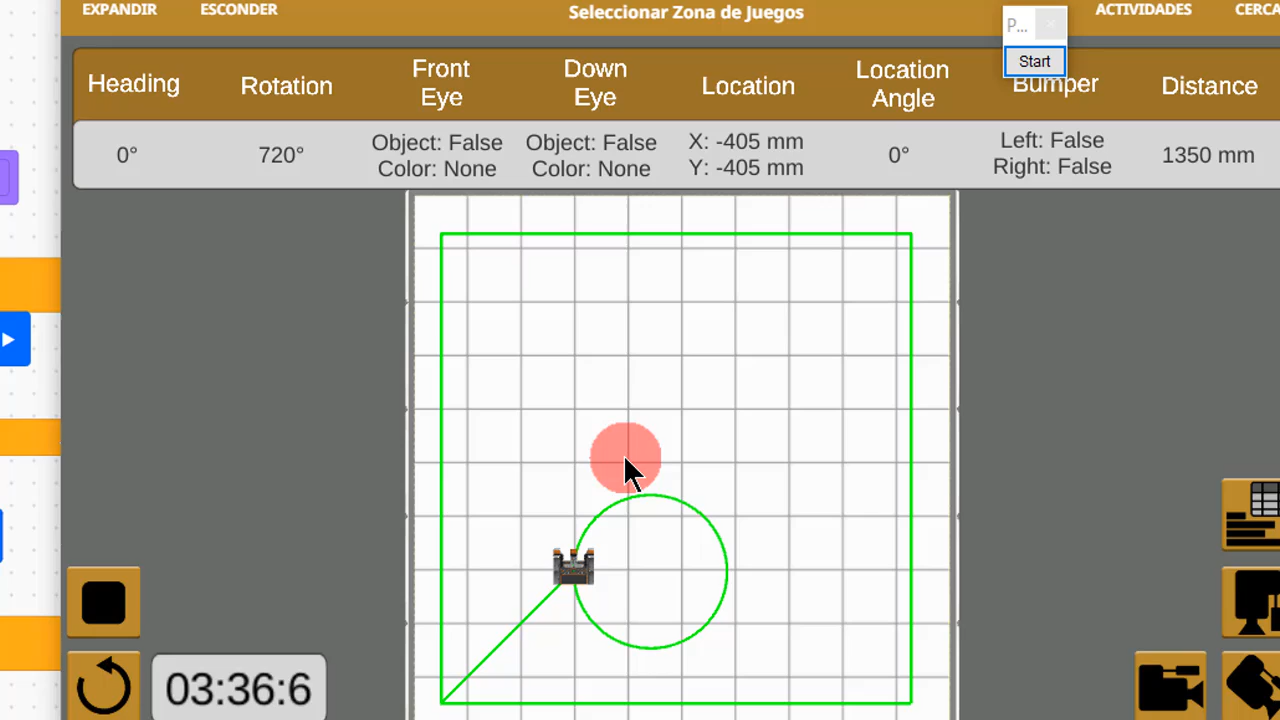 EXPANDIR
ESCONDER
Seleccionar Zona de Juegos
ACTIVIDADES
CERCA
P... ×
Start
Heading
Rotation
Front
Eye
Down
Eye
Location
Location
Angle
Bumper
Distance
0°
720°
Object: False
Color: None
Object: False
Color: None
X: -405 mm
Y: -405 mm
0°
Left: False
Right: False
1350 mm
03:36:6